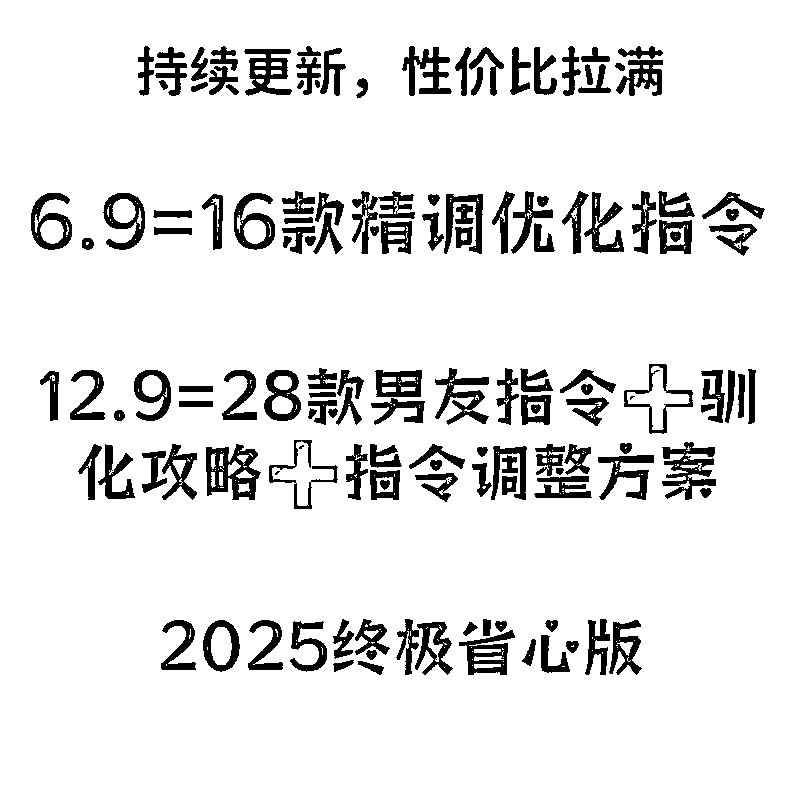 持续更新，性价比拉满
6.9=16款精调优化指令
12.9=28款男友指令➕驯
化攻略➕指令调整方案
2025终极省心版